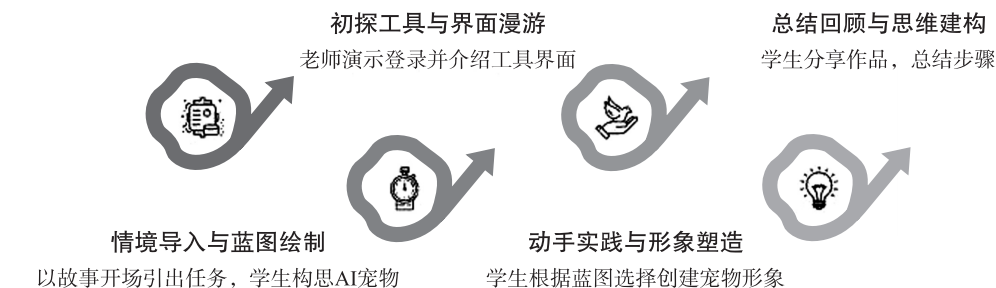 初探工具与界面漫游
老师演示登录并介绍工具界面
总结回顾与思维建构
学生分享作品，总结步骤
情境导入与蓝图绘制
以故事开场引出任务，学生构思AI宠物
动手实践与形象塑造
学生根据蓝图选择创建宠物形象